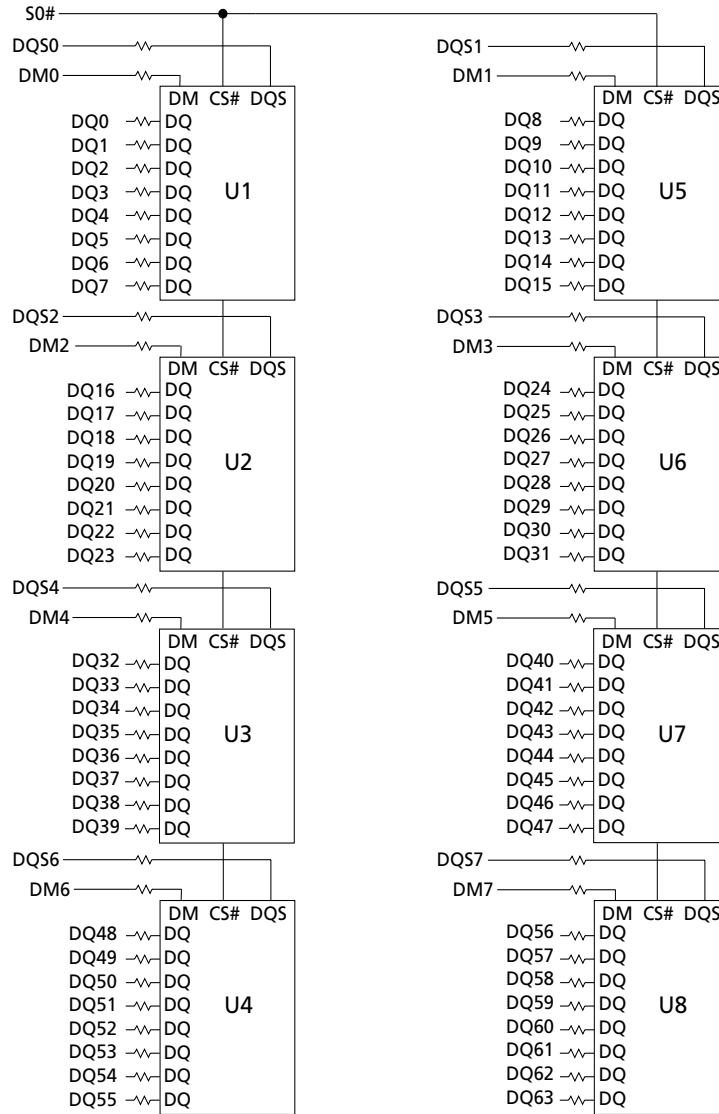 S0#
DQS0
DM0
DM CS# DQS
DQ0 DQ
DQ1 DQ
DQ2 DQ
DQ3 DQ
DQ4 DQ
DQ5 DQ
DQ6 DQ
DQ7 DQ
U1
DQS1
DM1
DM CS# DQS
DQ8 DQ
DQ9 DQ
DQ10 DQ
DQ11 DQ
DQ12 DQ
DQ13 DQ
DQ14 DQ
DQ15 DQ
U5
DQS2
DM2
DM CS# DQS
DQ16 DQ
DQ17 DQ
DQ18 DQ
DQ19 DQ
DQ20 DQ
DQ21 DQ
DQ22 DQ
DQ23 DQ
U2
DQS3
DM3
DM CS# DQS
DQ24 DQ
DQ25 DQ
DQ26 DQ
DQ27 DQ
DQ28 DQ
DQ29 DQ
DQ30 DQ
DQ31 DQ
U6
DQS4
DM4
DM CS# DQS
DQ32 DQ
DQ33 DQ
DQ34 DQ
DQ35 DQ
DQ36 DQ
DQ37 DQ
DQ38 DQ
DQ39 DQ
U3
DQS5
DM5
DM CS# DQS
DQ40 DQ
DQ41 DQ
DQ42 DQ
DQ43 DQ
DQ44 DQ
DQ45 DQ
DQ46 DQ
DQ47 DQ
U7
DQS6
DM6
DM CS# DQS
DQ48 DQ
DQ49 DQ
DQ50 DQ
DQ51 DQ
DQ52 DQ
DQ53 DQ
DQ54 DQ
DQ55 DQ
U4
DQS7
DM7
DM CS# DQS
DQ56 DQ
DQ57 DQ
DQ58 DQ
DQ59 DQ
DQ60 DQ
DQ61 DQ
DQ62 DQ
DQ63 DQ
U8